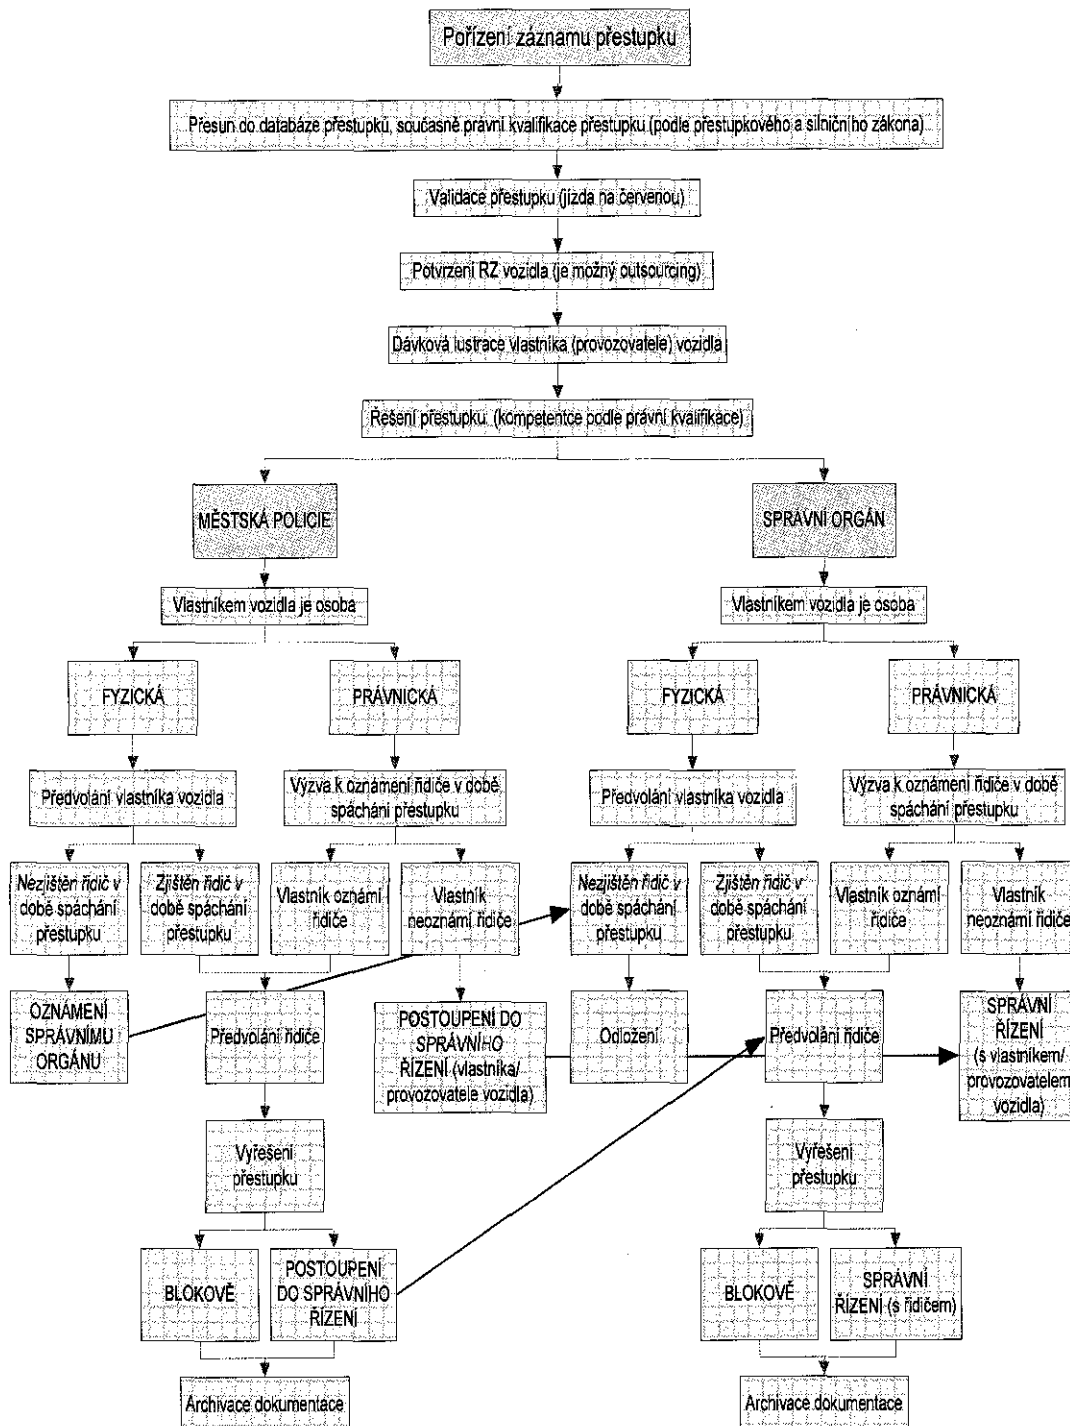 Pořízení záznamu přestupku
Přesun do databáze přestupků, současně právní kvalifikace přestupku (podle přestupkového a silničního zákona)
Validace přestupku (jízda na červenou)
Potvrzení RZ vozidla (je možný outsourcing)
Dávková lustrace vlastníka (provozovatele) vozidla
Řešení přestupku (kompetentce podle právní kvalifikace)
MĚSTSKÁ POLICIE
SPRÁVNÍ ORGÁN
Vlastníkem vozidla je osoba
Vlastníkem vozidla je osoba
FYZICKÁ
PRÁVNICKÁ
FYZICKÁ
PRÁVNICKÁ
Předvolání vlastníka vozidla
Výzva k oznámení řidiče v době
spáchání přestupku
Předvolání vlastníka vozidla
Výzva k oznámení řidiče v době
spáchání přestupku
Nezjištěn řidič v
době spáchání
přestupku
Zjištěn řidič v
době spáchání
přestupku
Vlastník oznámí
řidiče
Vlastník
neoznámí řidiče
Nezjištěn řidič v
době spáchání
přestupku
Zjištěn řidič v
době spáchání
přestupku
Vlastník oznámí
řidiče
Vlastník
neoznámí řidiče
OZNÁMENÍ
SPRÁVNÍMU
ORGÁNU
Předvolání řidiče
POSTOUPENÍ DO
SPRÁVNÍHO
ŘÍZENÍ (vlastníka/
provozovatele vozidla)
Odložení
Předvolání řidiče
SPRÁVNÍ
ŘÍZENÍ
(s vlastníkem/
provozovatelem
vozidla)
Vyřešení
přestupku
Vyřešení
přestupku
BLOKOVĚ
POSTOUPENÍ
DO SPRÁVNÍHO
ŘÍZENÍ
BLOKOVĚ
SPRÁVNÍ
ŘÍZENÍ (s řidičem)
Archivace dokumentace
Archivace dokumentace